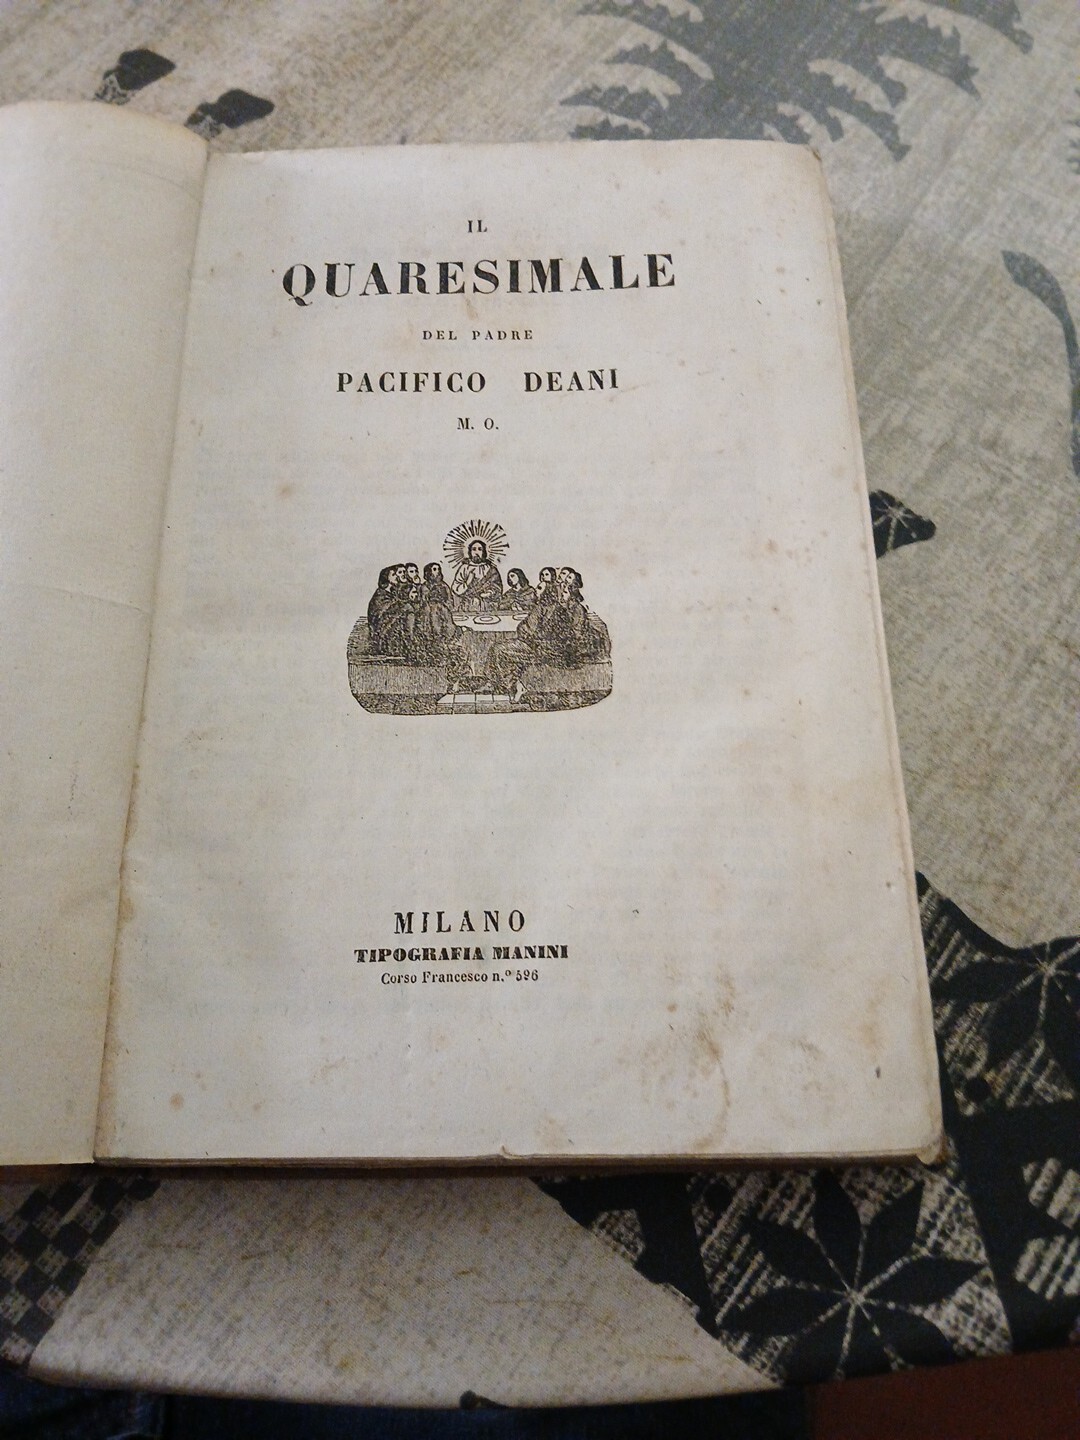 IL
QUARESIMALE
DEL PADRE
PACIFICO DEANI
M. O.
MILANO
TIPOGRAFIA MANINI
Corso Francesco n.º 596